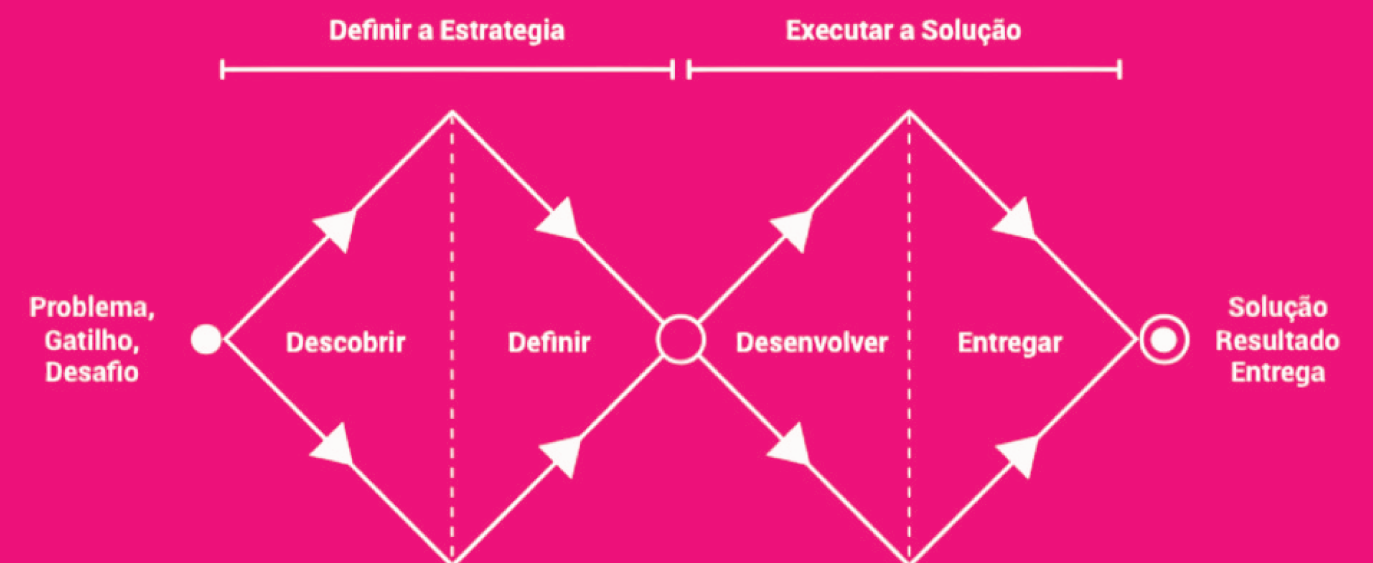 Definir a Estrategia
Executar a Solução
Problema,
Gatilho,
Desafio
Descobrir
Definir
Desenvolver
Entregar
Solução
Resultado
Entrega